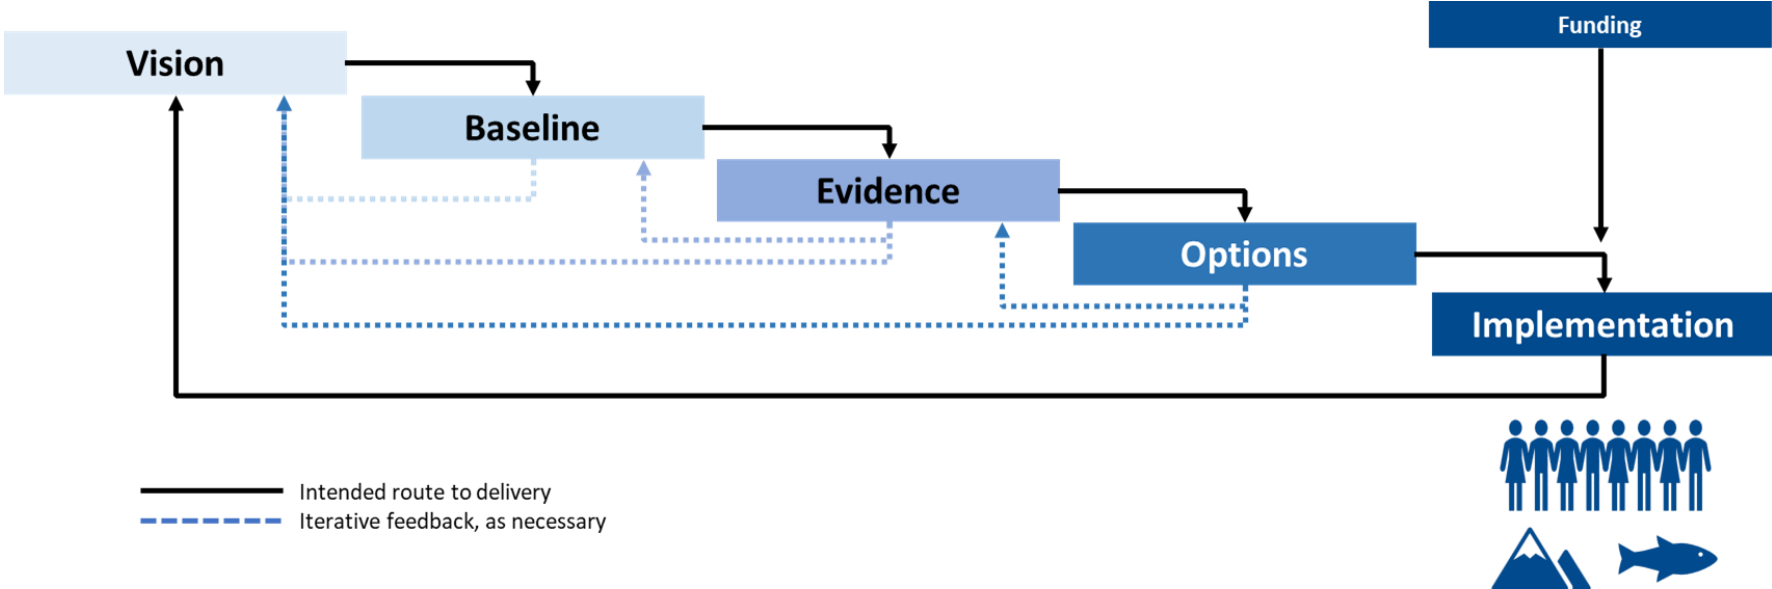 Funding
Vision
Baseline
Evidence
Options
Implementation
Intended route to delivery
Iterative feedback, as necessary